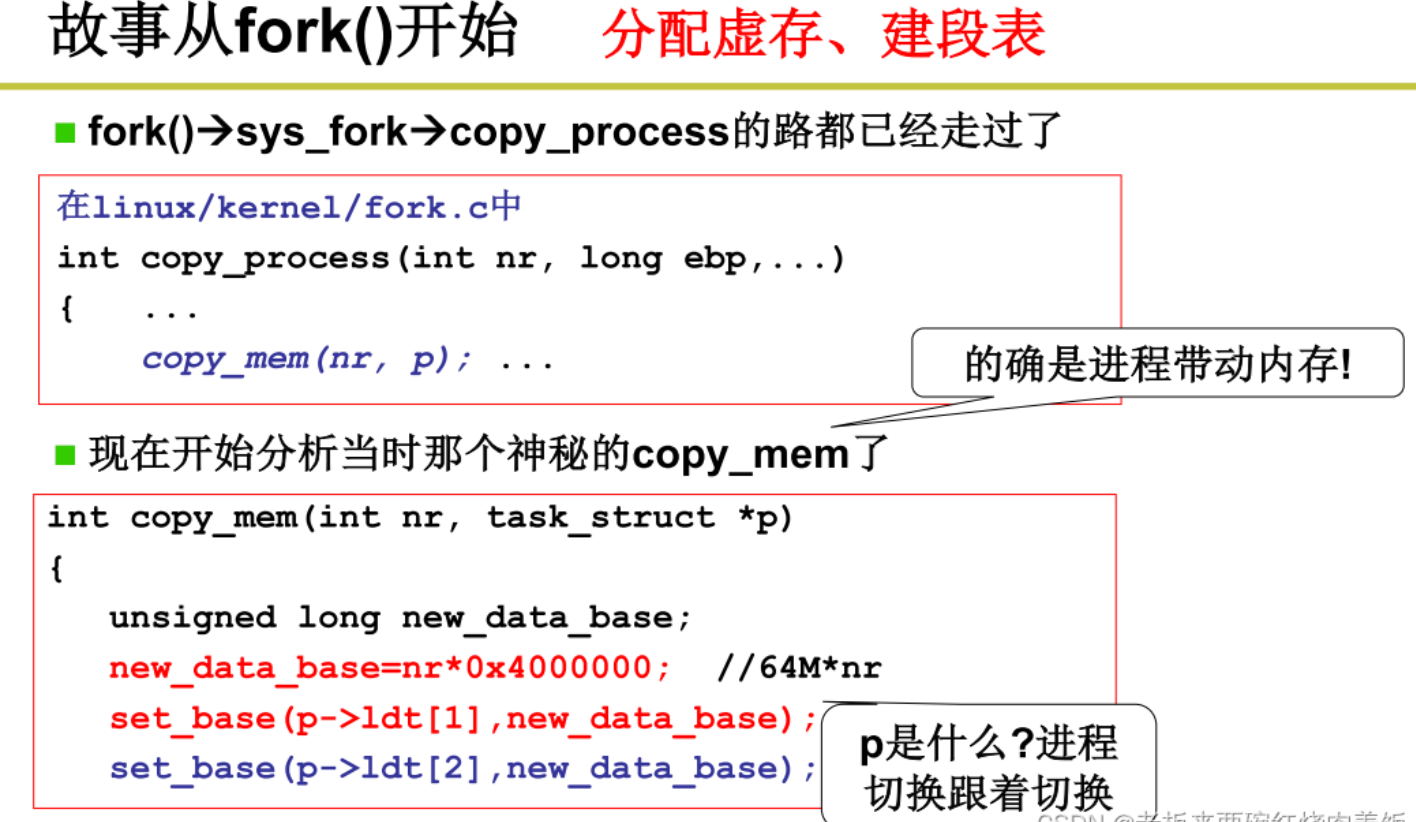 故事从fork()开始 分配虚存、建段表
■ fork()→sys_fork→copy_process的路都已经走过了
在linux/kernel/fork.c中
int copy_process(int nr, long ebp,...)
{ ...
copy_mem(nr, p); ...
的确是进程带动内存!
■ 现在开始分析当时那个神秘的copy_mem了
int copy_mem(int nr, task_struct *p)
{
unsigned long new_data_base;
new_data_base=nr*0x4000000; //64M*nr
set_base(p->ldt[1],new_data_base);
set_base(p->ldt[2],new_data_base);
p是什么?进程
切换跟着切换